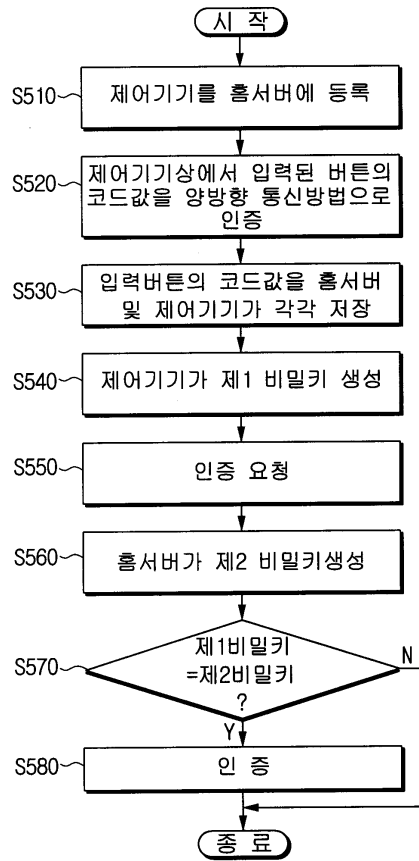 시 작
S510
제어기기를 홈서버에 등록
S520
제어기기상에서 입력된 버튼의
코드값을 양방향 통신방법으로
인증
S530
입력버튼의 코드값을 홈서버
및 제어기기가 각각 저장
S540
제어기기가 제1 비밀키 생성
S550
인증 요청
S560
홈서버가 제2 비밀키생성
S570
제1비밀키
=제2비밀키
?
N
Y
S580
인 증
종 료